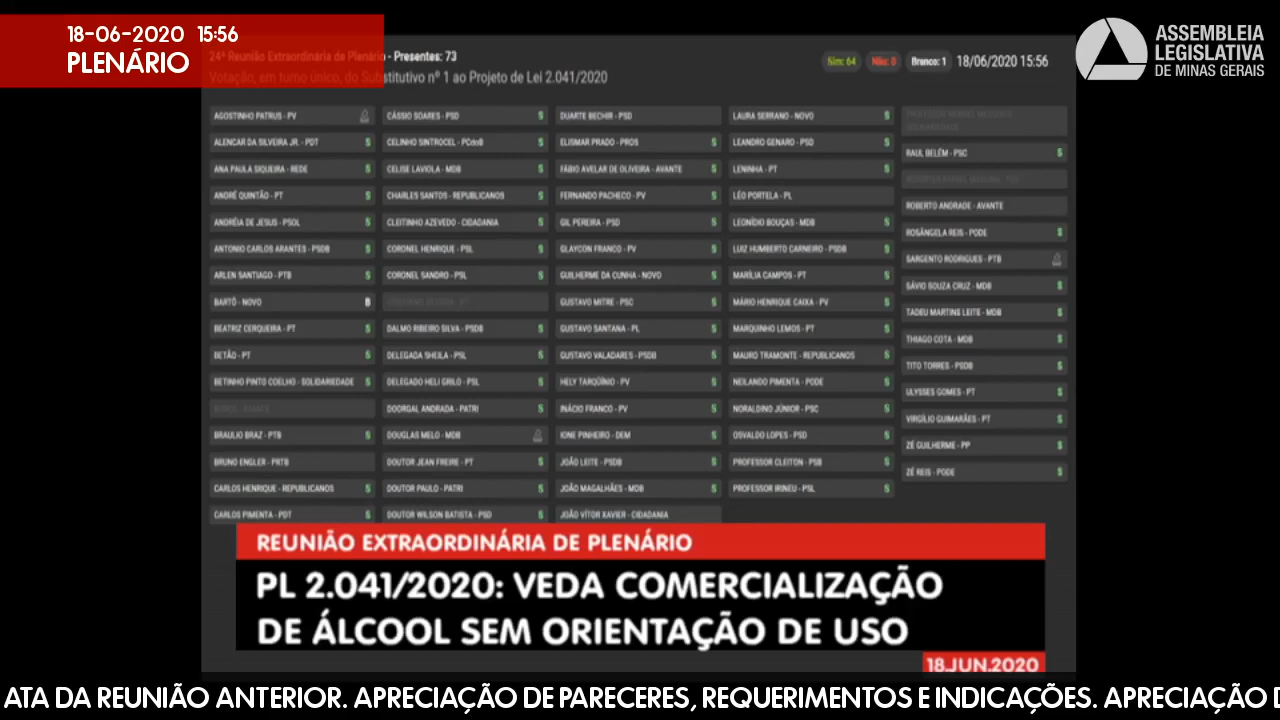 18-06-2020 15:56
PLENÁRIO
24ª Reunião Extraordinária de Plenário - Presentes: 73
Votação, em turno único, do Substitutivo nº 1 ao Projeto de Lei 2.041/2020
Sim: 64 Não: 0 Branco: 1 18/06/2020 15:56
ASSEMBLEIA
LEGISLATIVA
DE MINAS GERAIS
AGOSTINHO PATRUS - PV
ALENCAR DA SILVEIRA JR. - PDT S
ANA PAULA SIQUEIRA - REDE S
ANDRÉ QUINTÃO - PT S
ANDRÉIA DE JESUS - PSOL S
ANTONIO CARLOS ARANTES - PSDB S
ARLEN SANTIAGO - PTB S
BARTÔ - NOVO B
BEATRIZ CERQUEIRA - PT S
BETÃO - PT S
BETINHO PINTO COELHO - SOLIDARIEDADE S
BRAULIO BRAZ - PTB S
BRUNO ENGLER - PRTB
CARLOS HENRIQUE - REPUBLICANOS S
CARLOS PIMENTA - PDT S
CÁSSIO SOARES - PSD S
CELINHO SINTROCEL - PCdoB S
CELISE LAVIOLA - MDB S
CHARLES SANTOS - REPUBLICANOS S
CLEITINHO AZEVEDO - CIDADANIA S
CORONEL HENRIQUE - PSL S
CORONEL SANDRO - PSL S
DALMO RIBEIRO SILVA - PSDB S
DELEGADA SHEILA - PSL S
DELEGADO HELI GRILO - PSL S
DOORGAL ANDRADA - PATRI S
DOUGLAS MELO - MDB
DOUTOR JEAN FREIRE - PT S
DOUTOR PAULO - PATRI S
DOUTOR WILSON BATISTA - PSD S
DUARTE BECHIR - PSD
ELISMAR PRADO - PROS S
FÁBIO AVELAR DE OLIVEIRA - AVANTE S
FERNANDO PACHECO - PV S
GIL PEREIRA - PSD S
GLAYCON FRANCO - PV S
GUILHERME DA CUNHA - NOVO S
GUSTAVO MITRE - PSC S
GUSTAVO SANTANA - PL S
GUSTAVO VALADARES - PSDB S
HELY TARQÜÍNIO - PV S
INÁCIO FRANCO - PV S
IONE PINHEIRO - DEM S
JOÃO LEITE - PSDB S
JOÃO MAGALHÃES - MDB S
JOÃO VÍTOR XAVIER - CIDADANIA
LAURA SERRANO - NOVO S
LEANDRO GENARO - PSD S
LENINHA - PT S
LÉO PORTELA - PL
LEONÍDIO BOUÇAS - MDB S
LUIZ HUMBERTO CARNEIRO - PSDB S
MARÍLIA CAMPOS - PT S
MÁRIO HENRIQUE CAIXA - PV S
MARQUINHO LEMOS - PT S
MAURO TRAMONTE - REPUBLICANOS S
NEILANDO PIMENTA - PODE S
NORALDINO JÚNIOR - PSC S
OSVALDO LOPES - PSD S
PROFESSOR CLEITON - PSB S
PROFESSOR IRINEU - PSL S
RAUL BELÉM - PSC S
ROBERTO ANDRADE - AVANTE
ROSÂNGELA REIS - PODE S
SARGENTO RODRIGUES - PTB
SÁVIO SOUZA CRUZ - MDB S
TADEU MARTINS LEITE - MDB S
THIAGO COTA - MDB S
TITO TORRES - PSDB S
ULYSSES GOMES - PT S
VIRGÍLIO GUIMARÃES - PT S
ZÉ GUILHERME - PP S
ZÉ REIS - PODE S
REUNIÃO EXTRAORDINÁRIA DE PLENÁRIO
PL 2.041/2020: VEDA COMERCIALIZAÇÃO
DE ÁLCOOL SEM ORIENTAÇÃO DE USO
18.JUN.2020
ATA DA REUNIÃO ANTERIOR. APRECIAÇÃO DE PARECERES, REQUERIMENTOS E INDICAÇÕES. APRECIAÇÃO D